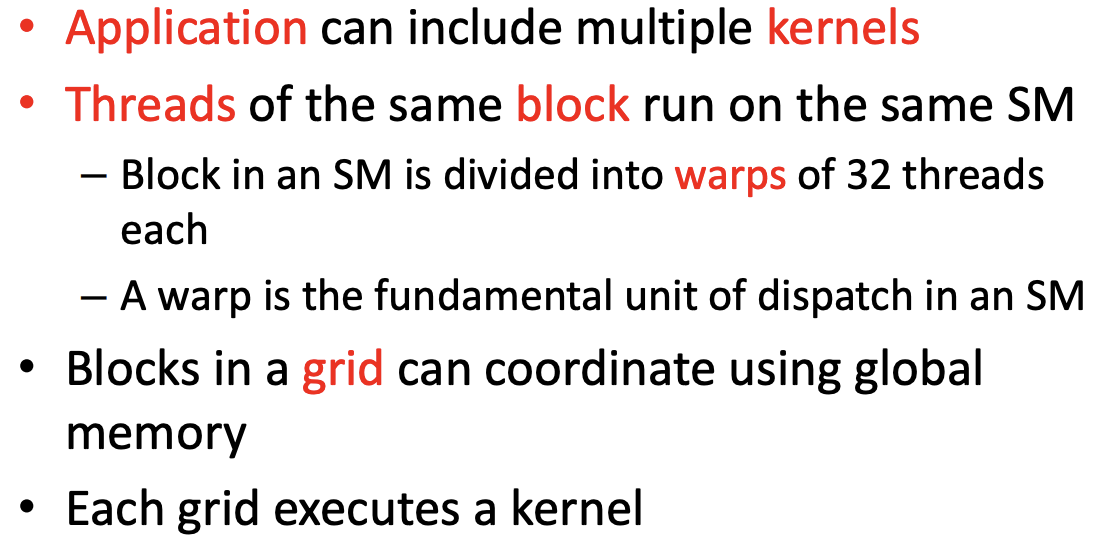 • Application can include multiple kernels
• Threads of the same block run on the same SM
– Block in an SM is divided into warps of 32 threads
each
– A warp is the fundamental unit of dispatch in an SM
• Blocks in a grid can coordinate using global
memory
• Each grid executes a kernel